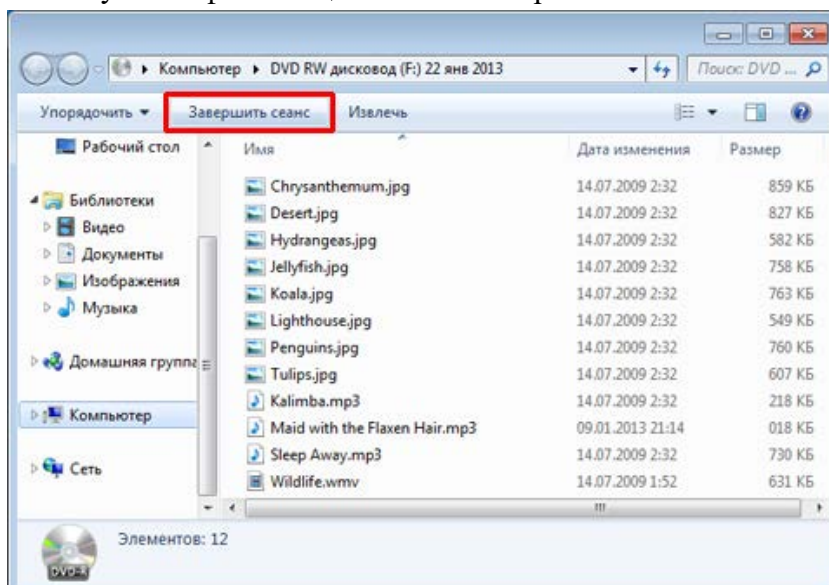 Компьютер ▸ DVD RW дисковод (F:) 22 янв 2013
Поиск: DVD ...
Упорядочить
Завершить сеанс
Извлечь
Рабочий стол
Библиотеки
Видео
Документы
Изображения
Музыка
Домашняя группа
Компьютер
Сеть
Имя Дата изменения Размер
Chrysanthemum.jpg 14.07.2009 2:32 859 КБ
Desert.jpg 14.07.2009 2:32 827 КБ
Hydrangeas.jpg 14.07.2009 2:32 582 КБ
Jellyfish.jpg 14.07.2009 2:32 758 КБ
Koala.jpg 14.07.2009 2:32 763 КБ
Lighthouse.jpg 14.07.2009 2:32 549 КБ
Penguins.jpg 14.07.2009 2:32 760 КБ
Tulips.jpg 14.07.2009 2:32 607 КБ
Kalimba.mp3 14.07.2009 2:32 218 КБ
Maid with the Flaxen Hair.mp3 09.01.2013 21:14 018 КБ
Sleep Away.mp3 14.07.2009 2:32 730 КБ
Wildlife.wmv 14.07.2009 1:52 631 КБ
Элементов: 12